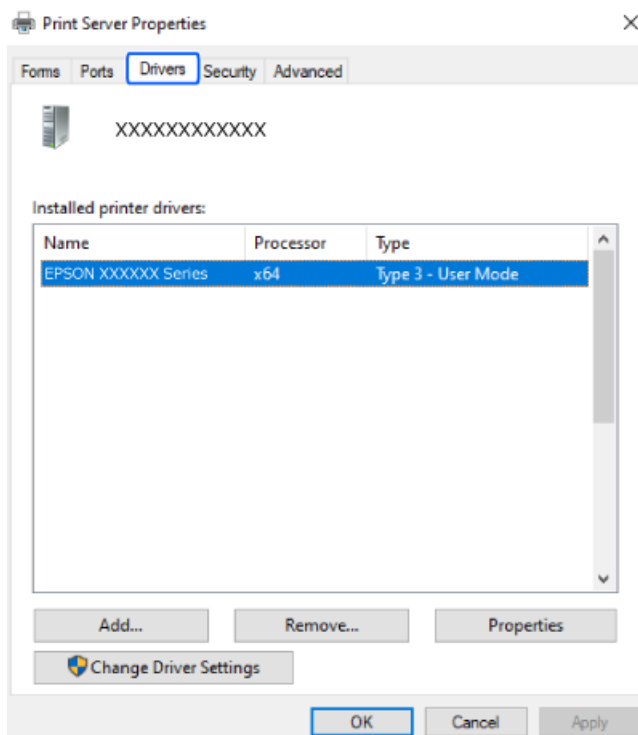 Print Server Properties
Forms Ports Drivers Security Advanced
XXXXXXXXXXXX
Installed printer drivers:
Name Processor Type
EPSON XXXXXX Series x64 Type 3 - User Mode
Add... Remove... Properties
Change Driver Settings
OK Cancel Apply